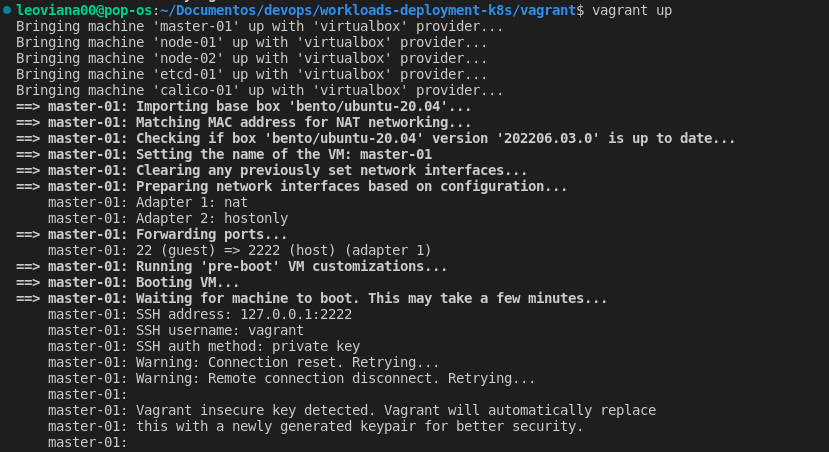 leoviana00@pop-os:~/Documentos/devops/workloads-deployment-k8s/vagrant$ vagrant up
Bringing machine 'master-01' up with 'virtualbox' provider...
Bringing machine 'node-01' up with 'virtualbox' provider...
Bringing machine 'node-02' up with 'virtualbox' provider...
Bringing machine 'etcd-01' up with 'virtualbox' provider...
Bringing machine 'calico-01' up with 'virtualbox' provider...
==> master-01: Importing base box 'bento/ubuntu-20.04'...
==> master-01: Matching MAC address for NAT networking...
==> master-01: Checking if box 'bento/ubuntu-20.04' version '202206.03.0' is up to date...
==> master-01: Setting the name of the VM: master-01
==> master-01: Clearing any previously set network interfaces...
==> master-01: Preparing network interfaces based on configuration...
    master-01: Adapter 1: nat
    master-01: Adapter 2: hostonly
==> master-01: Forwarding ports...
    master-01: 22 (guest) => 2222 (host) (adapter 1)
==> master-01: Running 'pre-boot' VM customizations...
==> master-01: Booting VM...
==> master-01: Waiting for machine to boot. This may take a few minutes...
    master-01: SSH address: 127.0.0.1:2222
    master-01: SSH username: vagrant
    master-01: SSH auth method: private key
    master-01: Warning: Connection reset. Retrying...
    master-01: Warning: Remote connection disconnect. Retrying...
    master-01:
    master-01: Vagrant insecure key detected. Vagrant will automatically replace
    master-01: this with a newly generated keypair for better security.
    master-01: